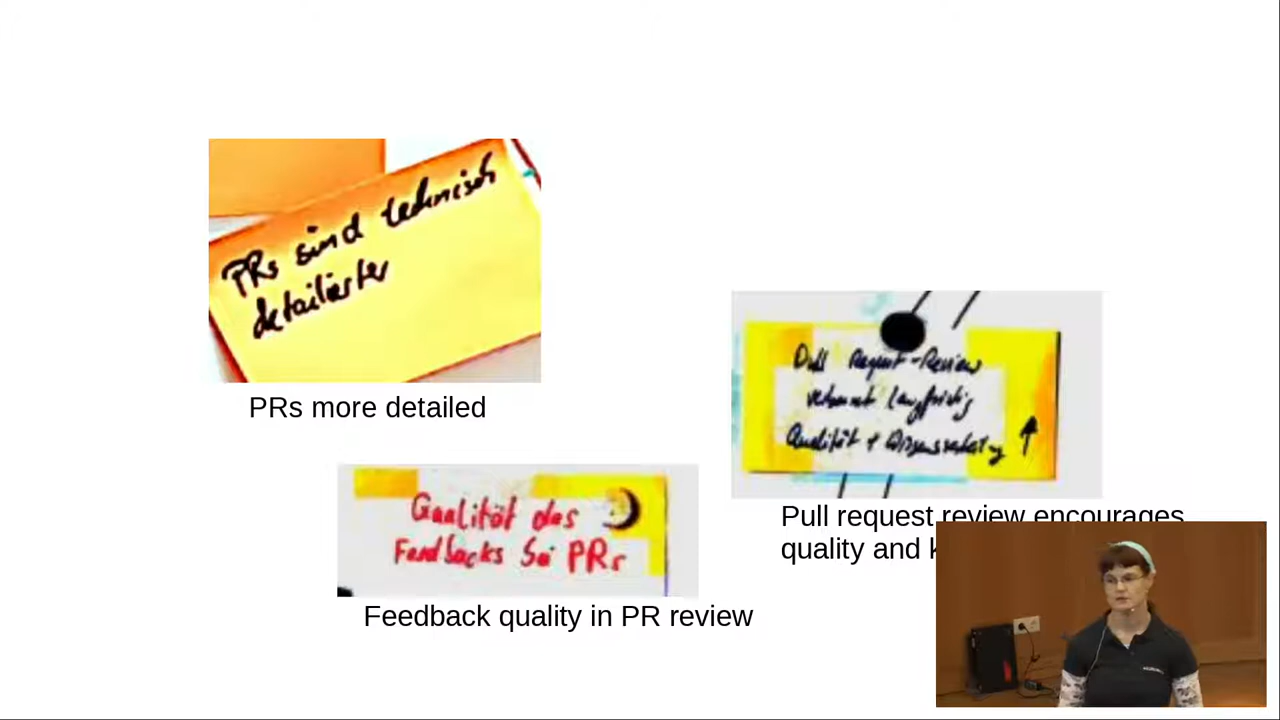 PRs sind technisch
detailierter
PRs more detailed
Pull Request-Review
langfristig
Qualität +
Pull request review encourages
quality and
Qualität des
Feedbacks bei PRs
Feedback quality in PR review